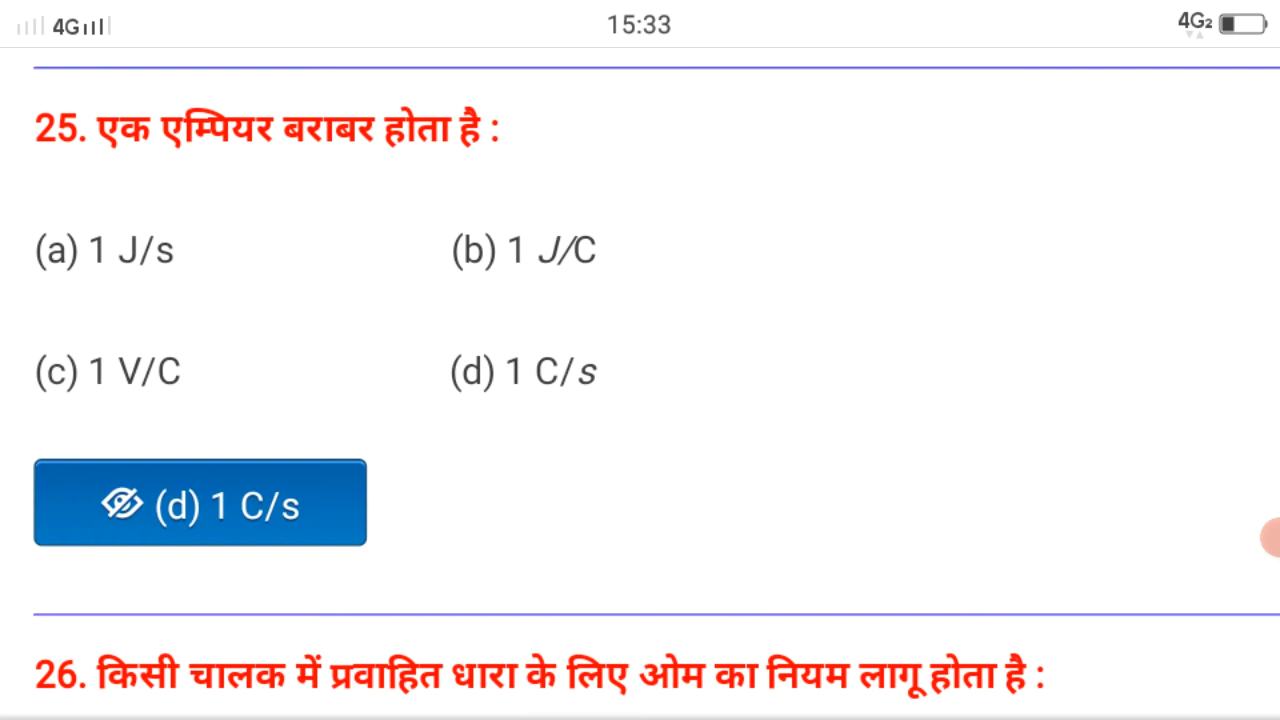 4G 15:33 4G2
25. एक एम्पियर बराबर होता है :
(a) 1 J/s (b) 1 J/C
(c) 1 V/C (d) 1 C/s
(d) 1 C/s
26. किसी चालक में प्रवाहित धारा के लिए ओम का नियम लागू होता है :